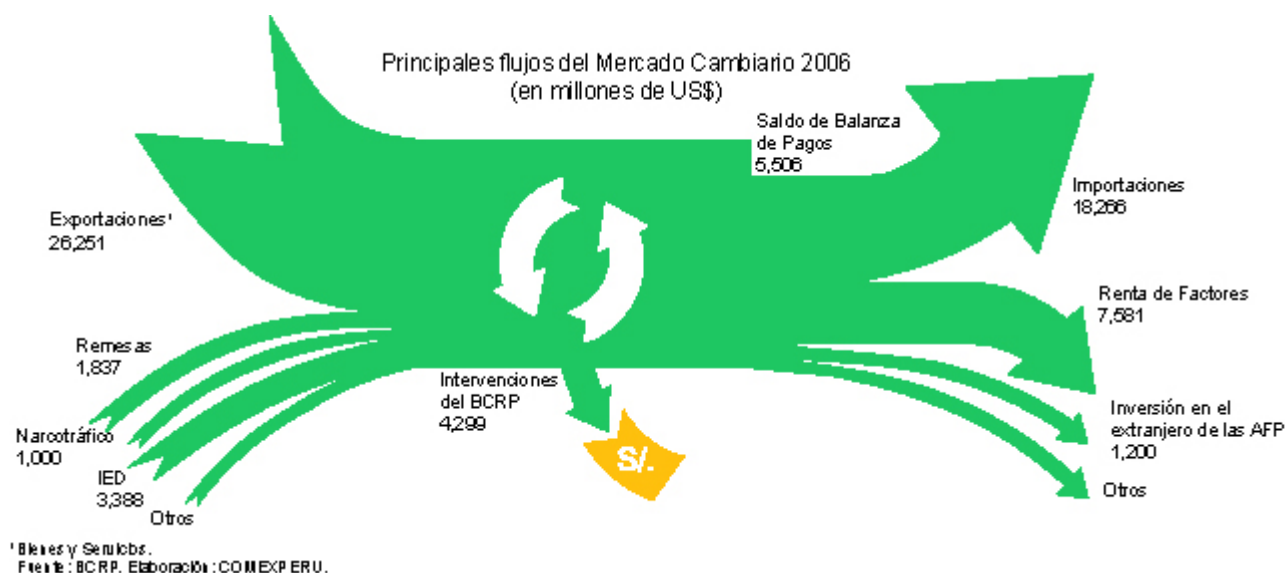 Principales flujos del Mercado Cambiario 2006
(en millones de US$)
Saldo de Balanza
de Pagos
5,506
Exportaciones¹
26,251
Importaciones
18,266
Renta de Factores
7,581
Remesas
1,837
Intervenciones
del BCRP
4,299
S/.
Inversión en el
extranjero de las AFP
1,200
Narcotráfico
1,000
IED
3,388
Otros
Otros
¹Bienes y Servicios.
Fuente: BCRP. Elaboración: COMEXPERU.